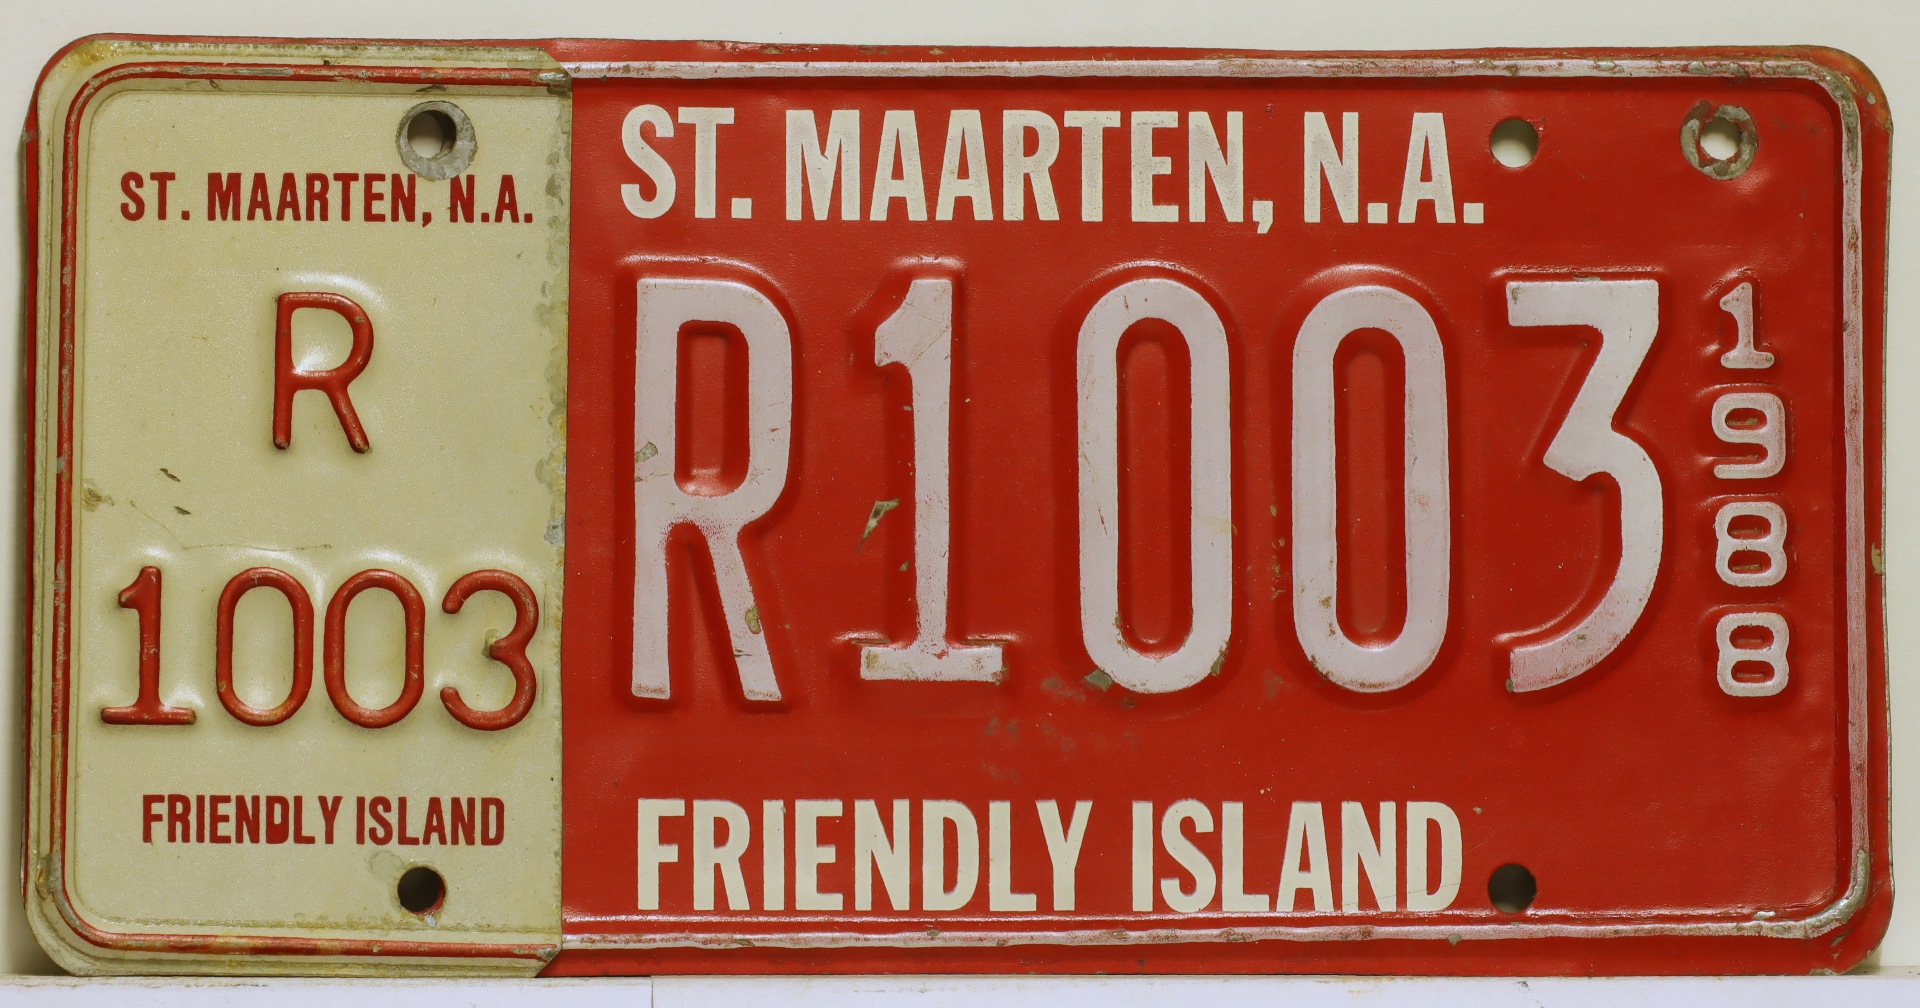 ST. MAARTEN, N.A.
R
1003
FRIENDLY ISLAND
ST. MAARTEN, N.A.
R1003
1988
FRIENDLY ISLAND